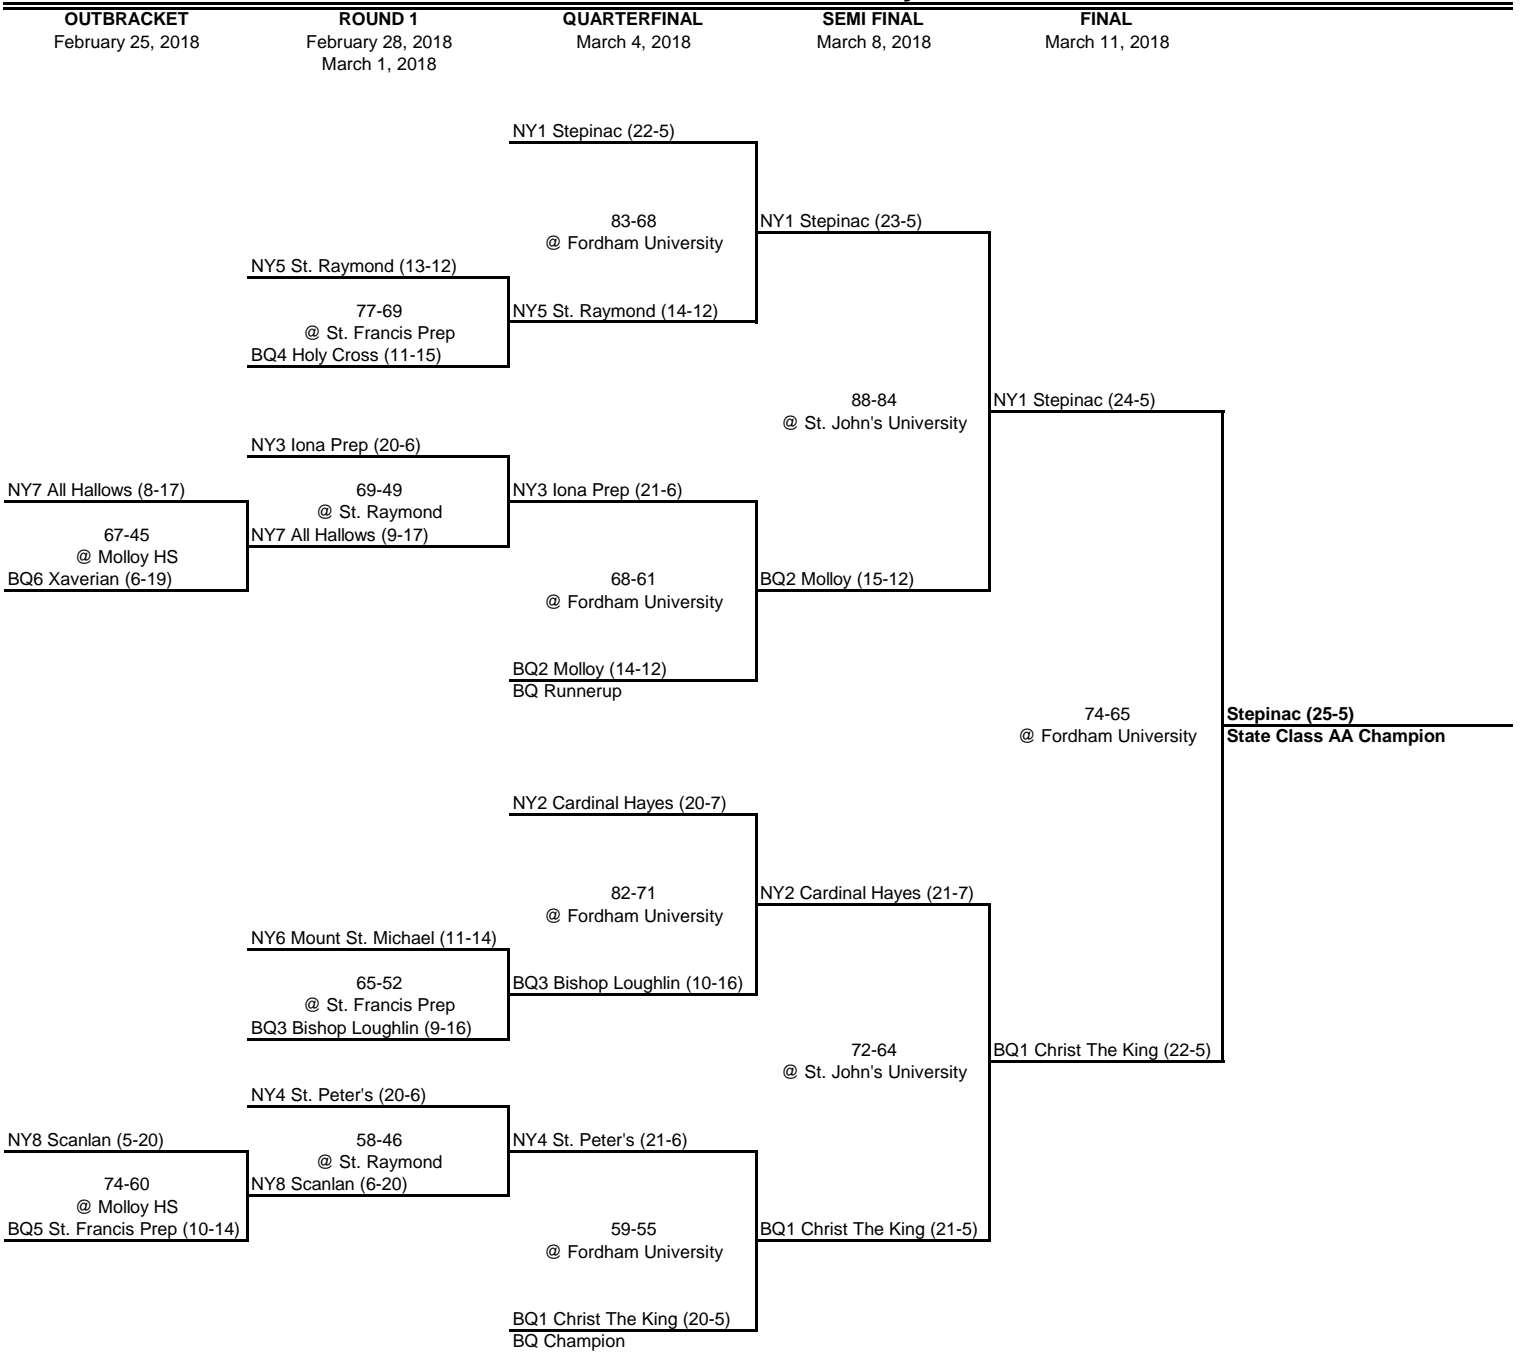 OUTBRACKET ROUND 1 QUARTERFINAL SEMI FINAL FINAL
February 25, 2018 February 28, 2018 March 4, 2018 March 8, 2018 March 11, 2018
March 1, 2018
NY1 Stepinac (22-5)
83-68 NY1 Stepinac (23-5)
@ Fordham University
NY5 St. Raymond (13-12)
77-69 NY5 St. Raymond (14-12)
@ St. Francis Prep
BQ4 Holy Cross (11-15)
88-84 NY1 Stepinac (24-5)
@ St. John's University
NY3 Iona Prep (20-6)
NY7 All Hallows (8-17) 69-49 NY3 Iona Prep (21-6)
@ St. Raymond
67-45 NY7 All Hallows (9-17)
@ Molloy HS
BQ6 Xaverian (6-19) 68-61 BQ2 Molloy (15-12)
@ Fordham University
BQ2 Molloy (14-12)
BQ Runnerup
74-65 Stepinac (25-5)
@ Fordham University State Class AA Champion
NY2 Cardinal Hayes (20-7)
82-71 NY2 Cardinal Hayes (21-7)
@ Fordham University
NY6 Mount St. Michael (11-14)
65-52 BQ3 Bishop Loughlin (10-16)
@ St. Francis Prep
BQ3 Bishop Loughlin (9-16)
72-64 BQ1 Christ The King (22-5)
@ St. John's University
NY4 St. Peter's (20-6)
NY8 Scanlan (5-20) 58-46 NY4 St. Peter's (21-6)
@ St. Raymond
74-60 NY8 Scanlan (6-20)
@ Molloy HS
BQ5 St. Francis Prep (10-14) 59-55 BQ1 Christ The King (21-5)
@ Fordham University
BQ1 Christ The King (20-5)
BQ Champion